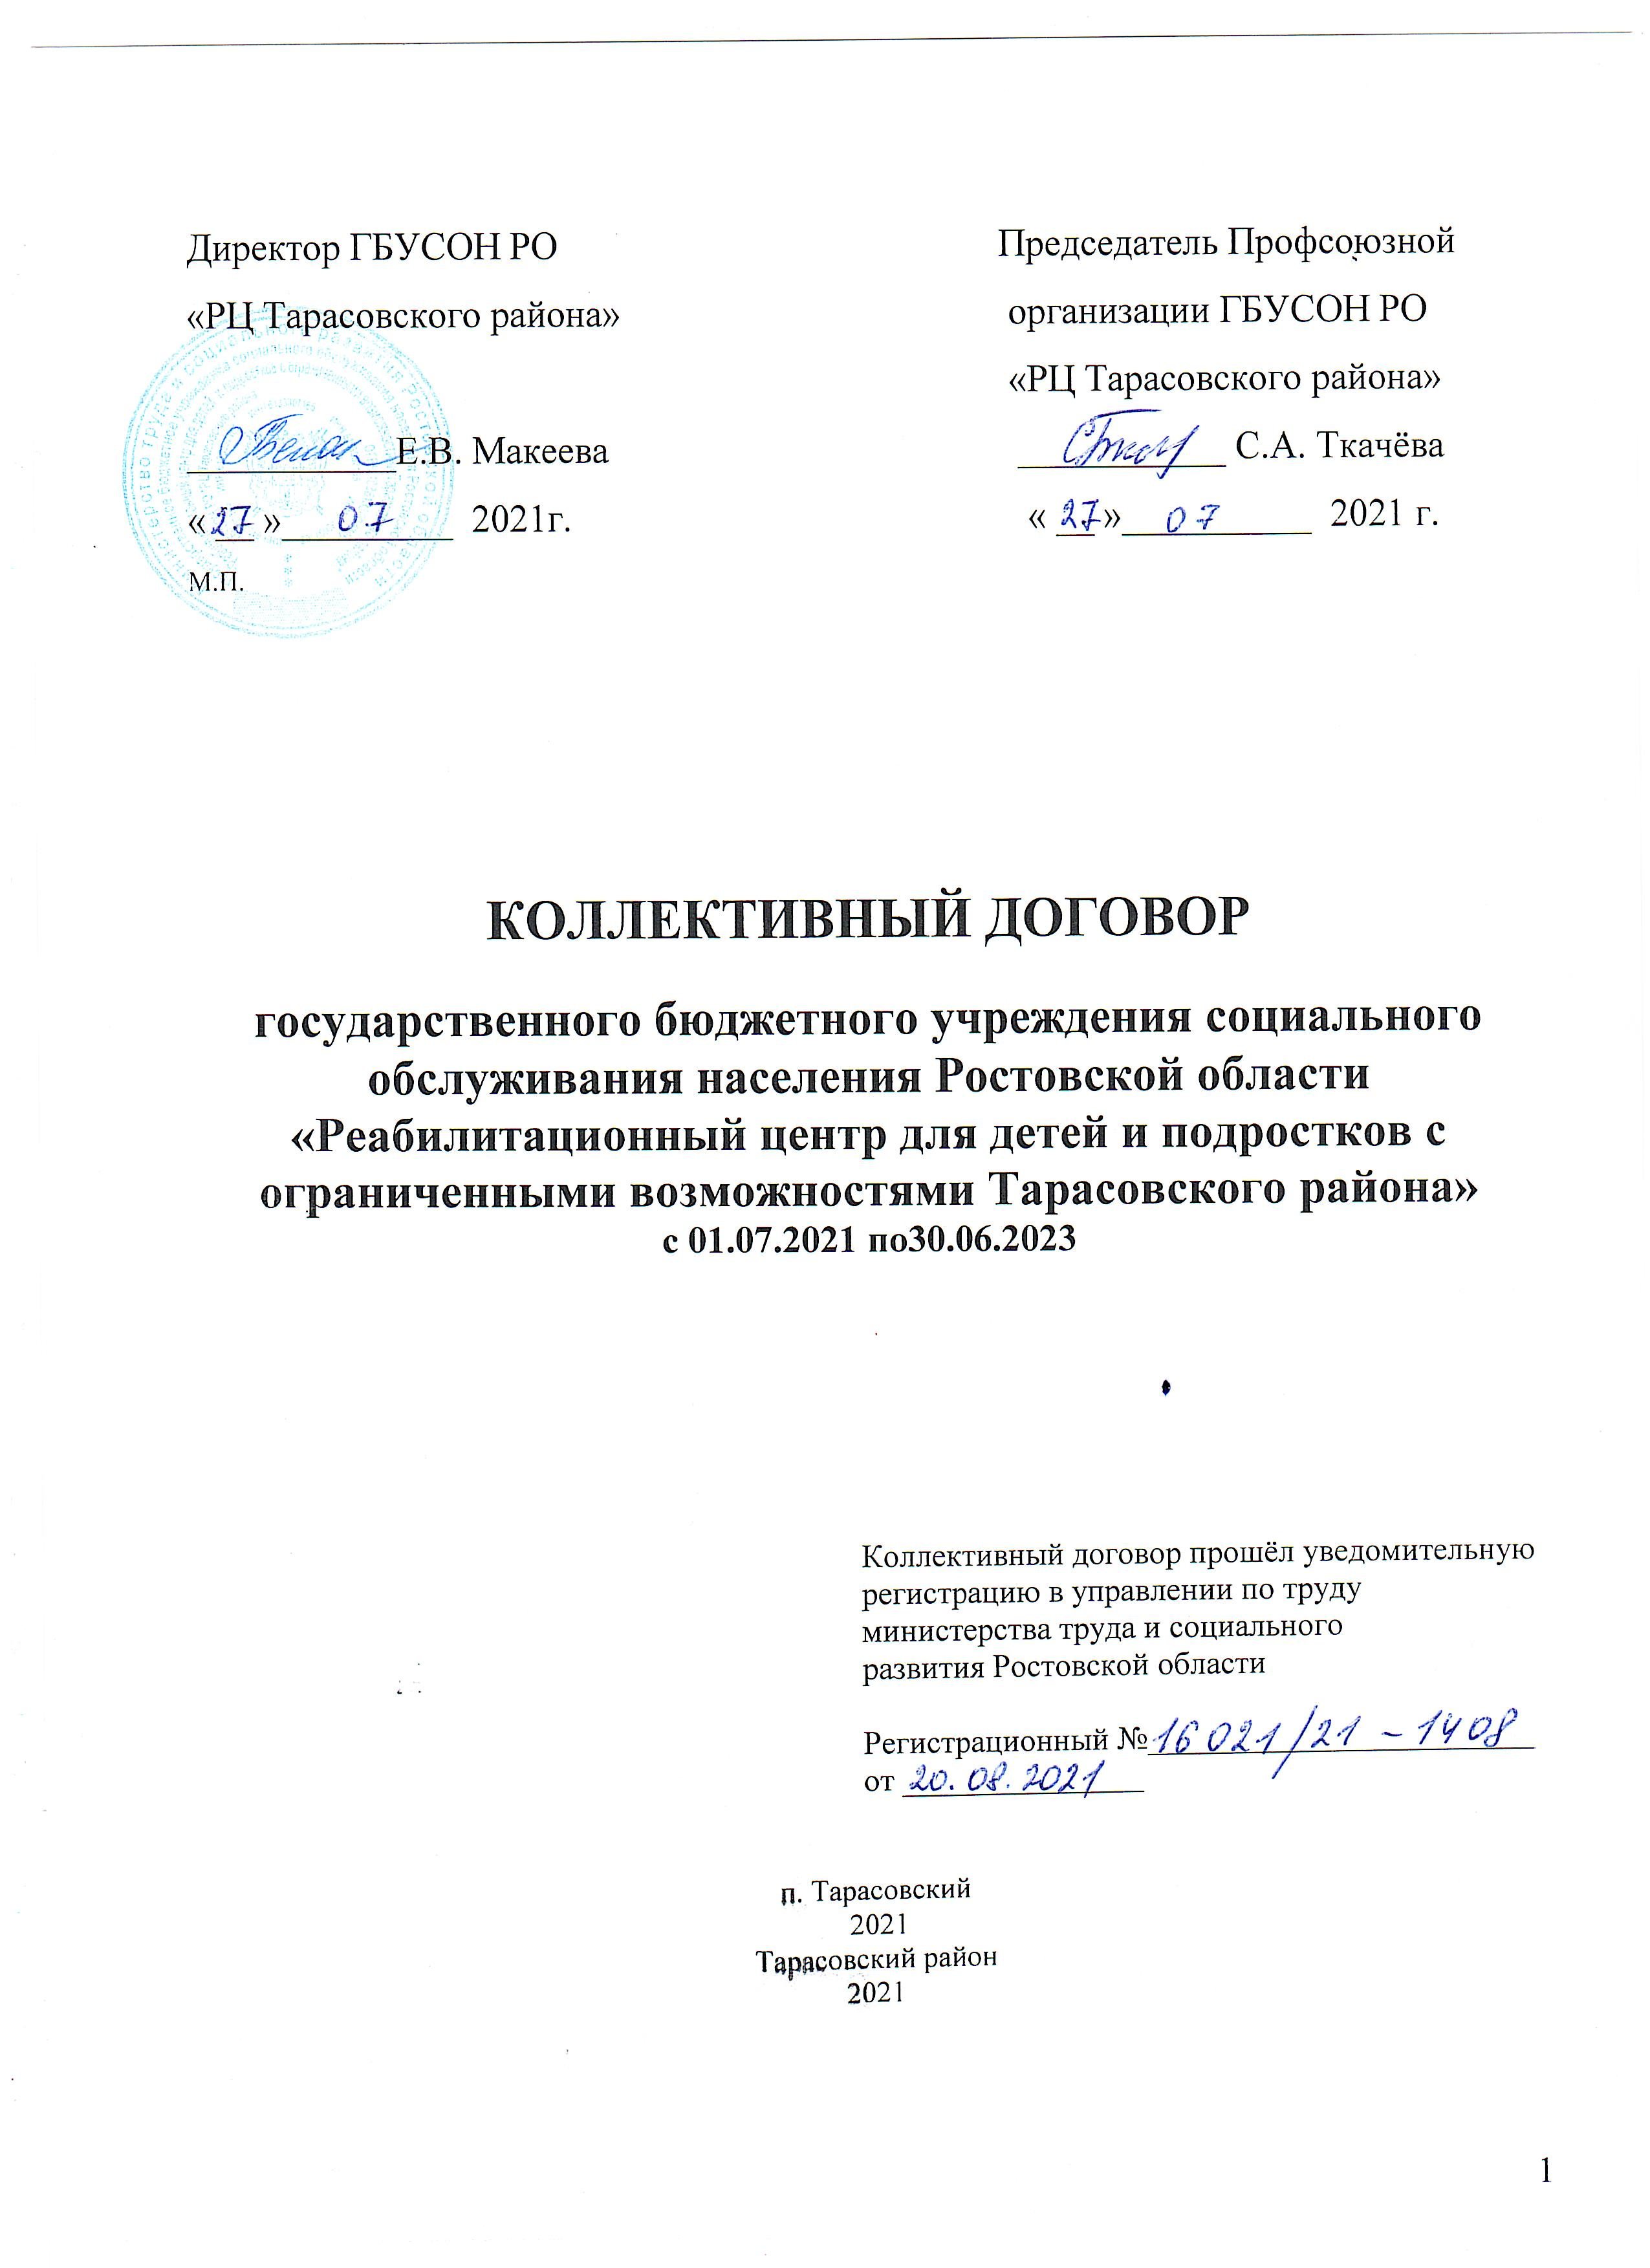 Директор ГБУСОН РО
«РЦ Тарасовского района»
Е.В. Макеева
«27» 07 2021г.
М.П.
Председатель Профсоюзной
организации ГБУСОН РО
«РЦ Тарасовского района»
С.А. Ткачёва
«27» 07 2021 г.
КОЛЛЕКТИВНЫЙ ДОГОВОР
государственного бюджетного учреждения социального
обслуживания населения Ростовской области
«Реабилитационный центр для детей и подростков с
ограниченными возможностями Тарасовского района»
с 01.07.2021 по30.06.2023
Коллективный договор прошёл уведомительную
регистрацию в управлении по труду
министерства труда и социального
развития Ростовской области
Регистрационный №16021/21 - 1408
от 20.08.2021
п. Тарасовский
2021
Тарасовский район
2021
1